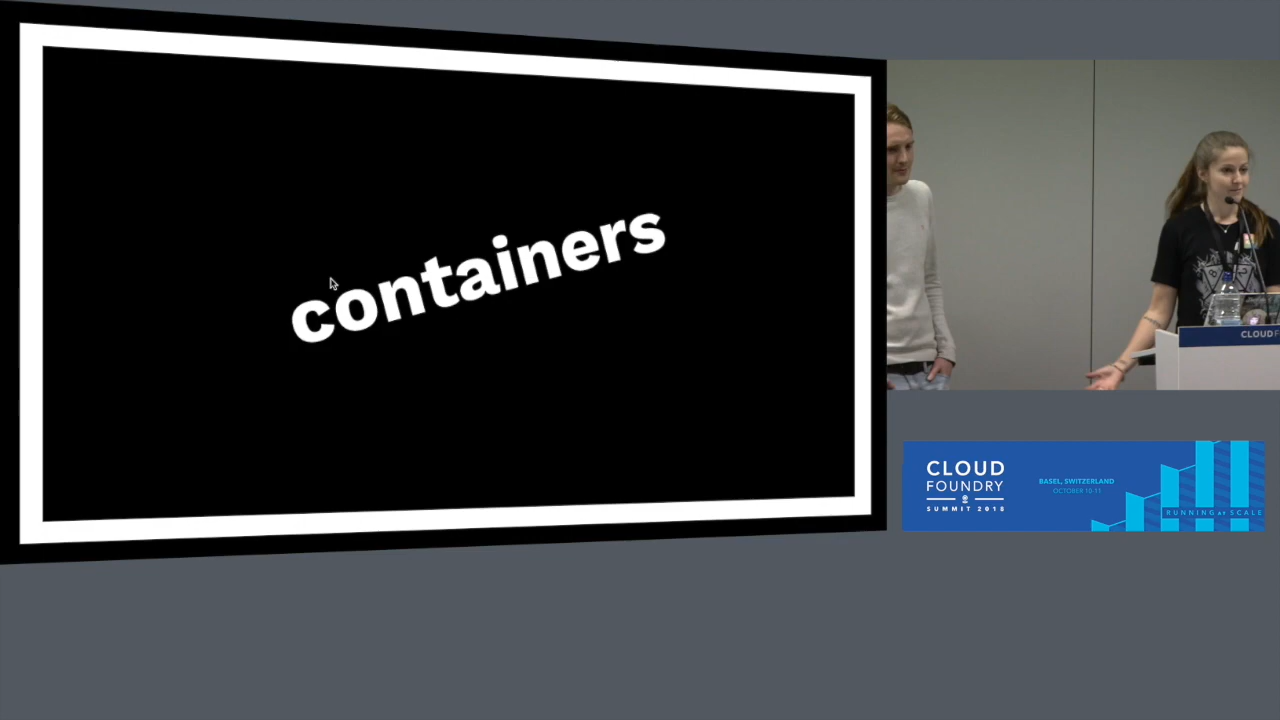 containers
CLOUD F
CLOUD
FOUNDRY
SUMMIT 2018
BASEL, SWITZERLAND
OCTOBER 10-11
RUNNING AT SCALE